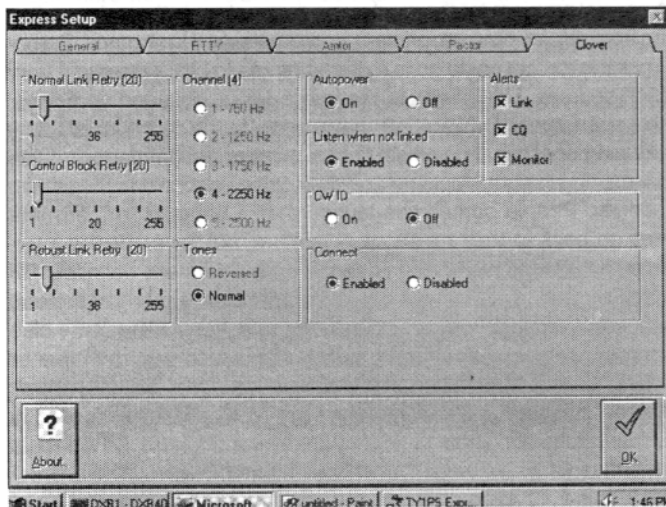 Express Setup
General RTTY Amtor Pactor Clover
Normal Link Retry (20)
1 36 255
Control Block Retry (20)
1 20 255
Robust Link Retry (20)
1 38 255
Channel (4)
1 - 750 Hz
2 - 1250 Hz
3 - 1750 Hz
4 - 2250 Hz
5 - 2500 Hz
Tones
Reversed
Normal
Autopower
On Off
Listen when not linked
Enabled Disabled
CW ID
On Off
Connect
Enabled Disabled
Alerts
Link
CQ
Monitor
?
About.
OK
Start Microsoft untitled - Paint 1:46 P